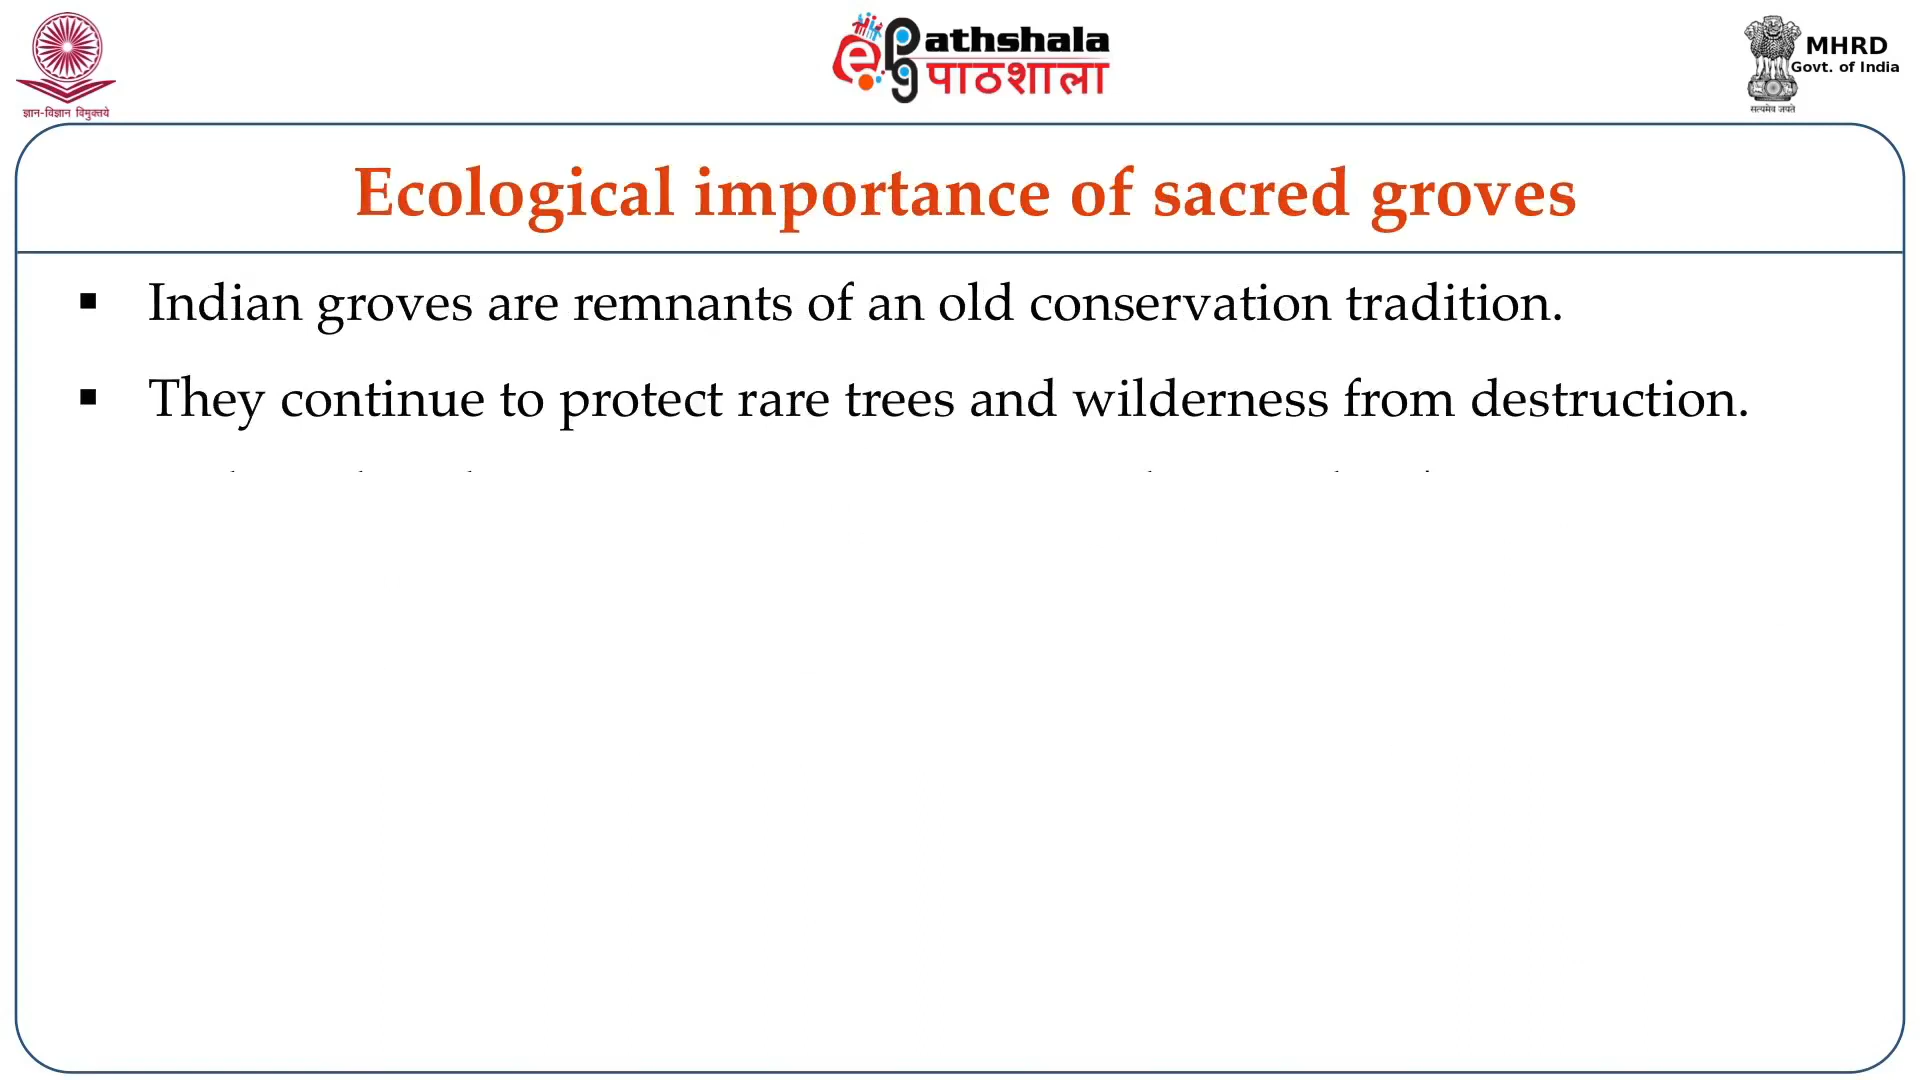 ज्ञान-विज्ञान विमुक्तये
ePathshala
पाठशाला
MHRD
Govt. of India
सत्यमेव जयते
Ecological importance of sacred groves
▪ Indian groves are remnants of an old conservation tradition.
▪ They continue to protect rare trees and wilderness from destruction.